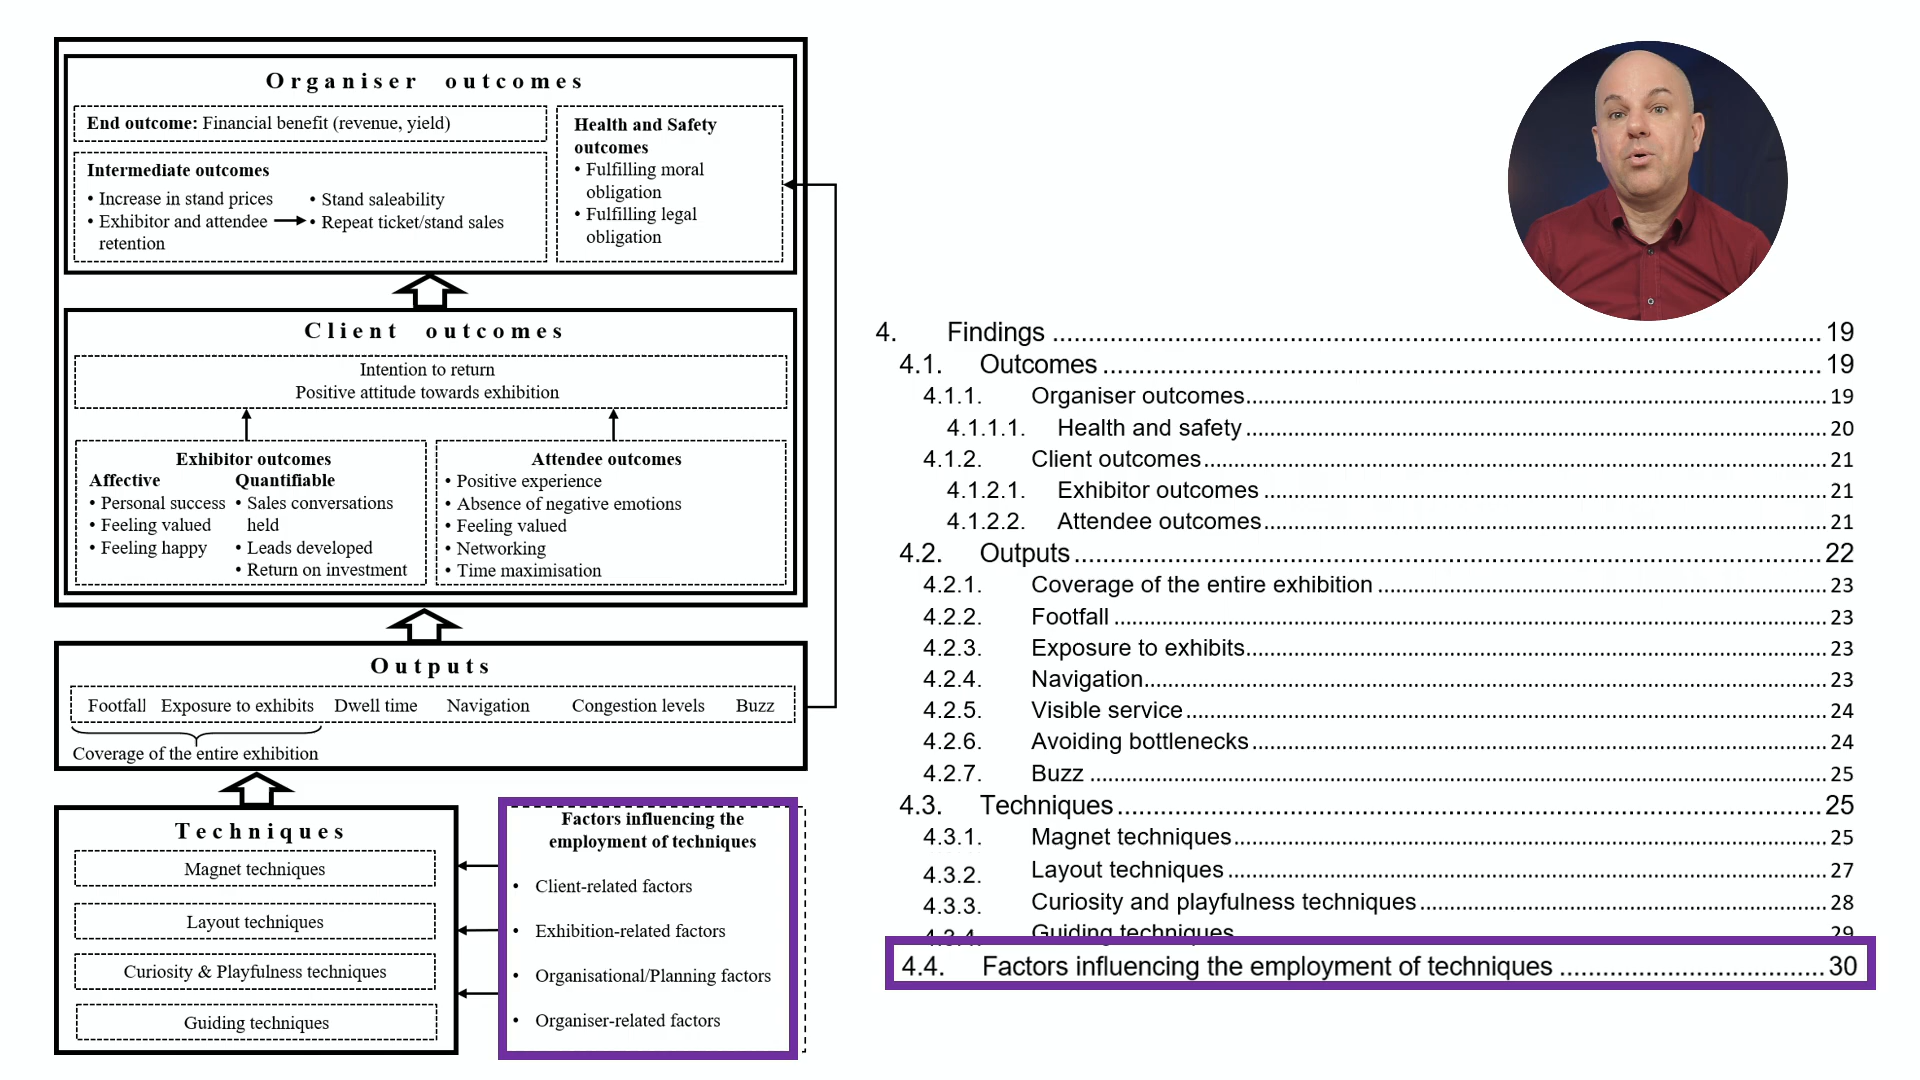 Organiser outcomes
End outcome: Financial benefit (revenue, yield)
Intermediate outcomes
• Increase in stand prices
• Exhibitor and attendee
retention
• Stand saleability
• Repeat ticket/stand sales
Health and Safety
outcomes
• Fulfilling moral
obligation
• Fulfilling legal
obligation
Client outcomes
Intention to return
Positive attitude towards exhibition
Exhibitor outcomes
Affective
• Personal success
• Feeling valued
• Feeling happy
Quantifiable
• Sales conversations
held
• Leads developed
• Return on investment
Attendee outcomes
• Positive experience
• Absence of negative emotions
• Feeling valued
• Networking
• Time maximisation
Outputs
Footfall Exposure to exhibits Dwell time Navigation Congestion levels Buzz
Coverage of the entire exhibition
Techniques
Magnet techniques
Layout techniques
Curiosity & Playfulness techniques
Guiding techniques
Factors influencing the
employment of techniques
• Client-related factors
• Exhibition-related factors
• Organisational/Planning factors
• Organiser-related factors
4. Findings 19
4.1. Outcomes 19
4.1.1. Organiser outcomes 19
4.1.1.1. Health and safety 20
4.1.2. Client outcomes 21
4.1.2.1. Exhibitor outcomes 21
4.1.2.2. Attendee outcomes 21
4.2. Outputs 22
4.2.1. Coverage of the entire exhibition 23
4.2.2. Footfall 23
4.2.3. Exposure to exhibits 23
4.2.4. Navigation 23
4.2.5. Visible service 24
4.2.6. Avoiding bottlenecks 24
4.2.7. Buzz 25
4.3. Techniques 25
4.3.1. Magnet techniques 25
4.3.2. Layout techniques 27
4.3.3. Curiosity and playfulness techniques 28
4.3.4. Guiding techniques 29
4.4. Factors influencing the employment of techniques 30